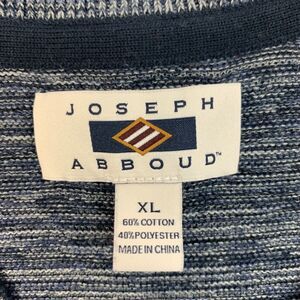 JOSEPH
ABBOUD™
XL
60% COTTON
40% POLYESTER
MADE IN CHINA